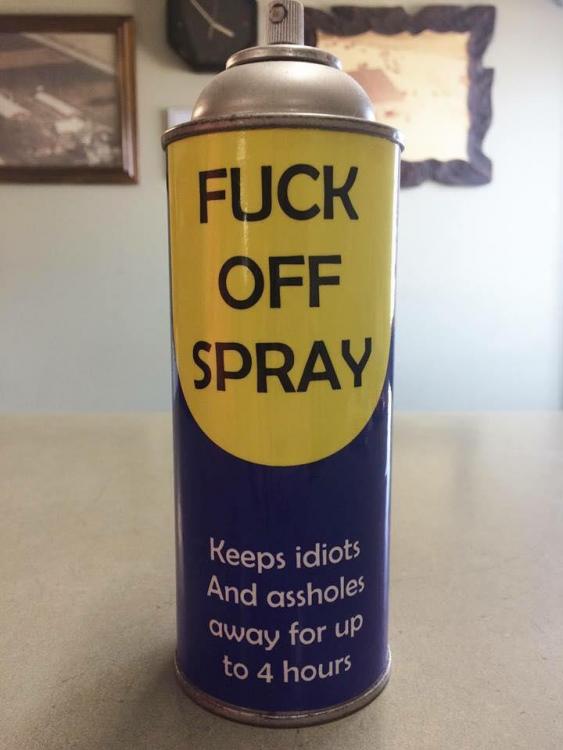 FUCK
OFF
SPRAY
Keeps idiots
And assholes
away for up
to 4 hours